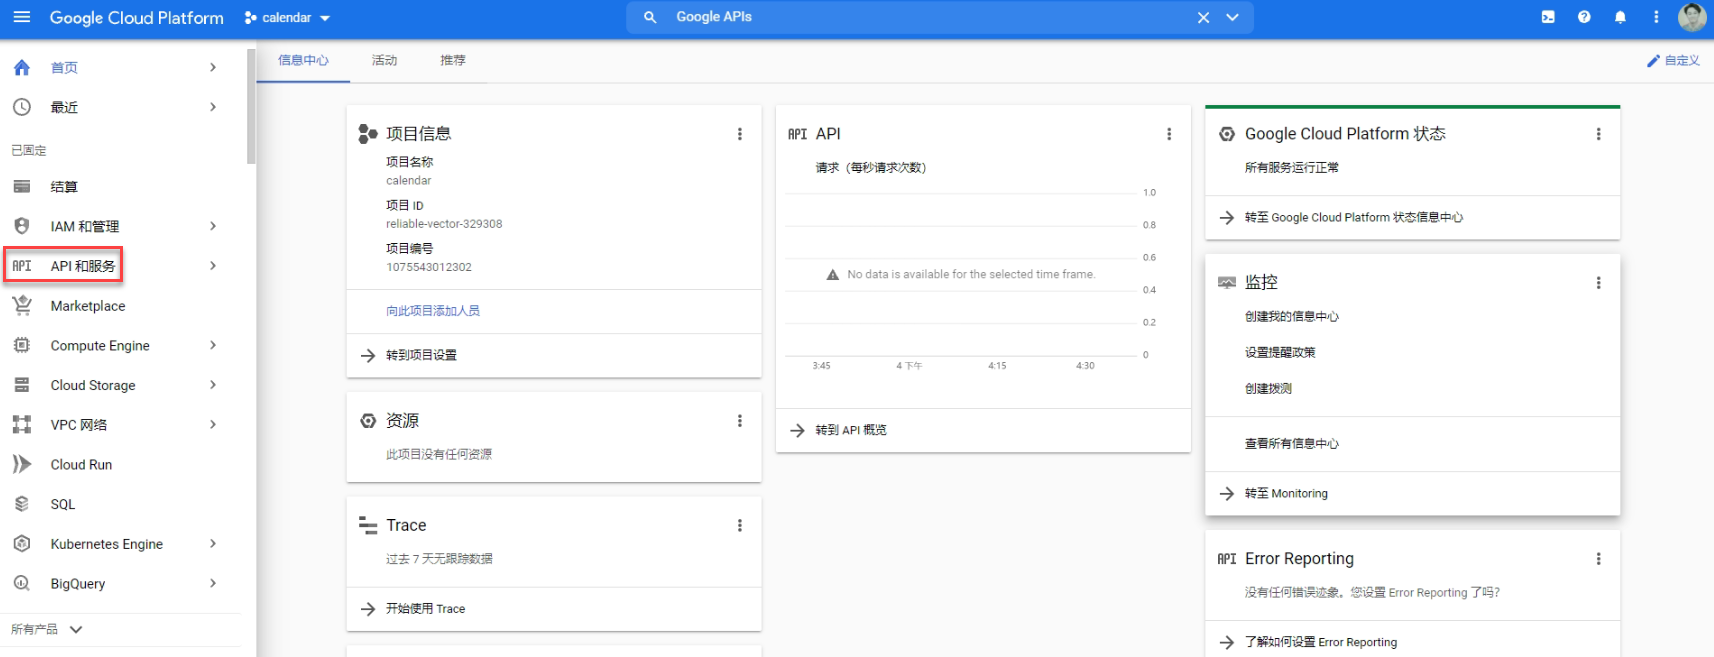 Google Cloud Platform
calendar
Google APIs
首页
最近
已固定
结算
IAM 和管理
API API 和服务
Marketplace
Compute Engine
Cloud Storage
VPC 网络
Cloud Run
SQL
Kubernetes Engine
BigQuery
所有产品
信息中心
活动
推荐
自定义
项目信息
项目名称
calendar
项目 ID
reliable-vector-329308
项目编号
1075543012302
向此项目添加人员
转到项目设置
资源
此项目没有任何资源
Trace
过去 7 天无跟踪数据
开始使用 Trace
API API
请求（每秒请求次数）
1.0
0.8
0.6
No data is available for the selected time frame.
0.4
0.2
0
3:45
4 下午
4:15
4:30
转到 API 概览
Google Cloud Platform 状态
所有服务运行正常
转至 Google Cloud Platform 状态信息中心
监控
创建我的信息中心
设置提醒政策
创建拨测
查看所有信息中心
转至 Monitoring
API Error Reporting
没有任何错误迹象。您设置 Error Reporting 了吗？
了解如何设置 Error Reporting